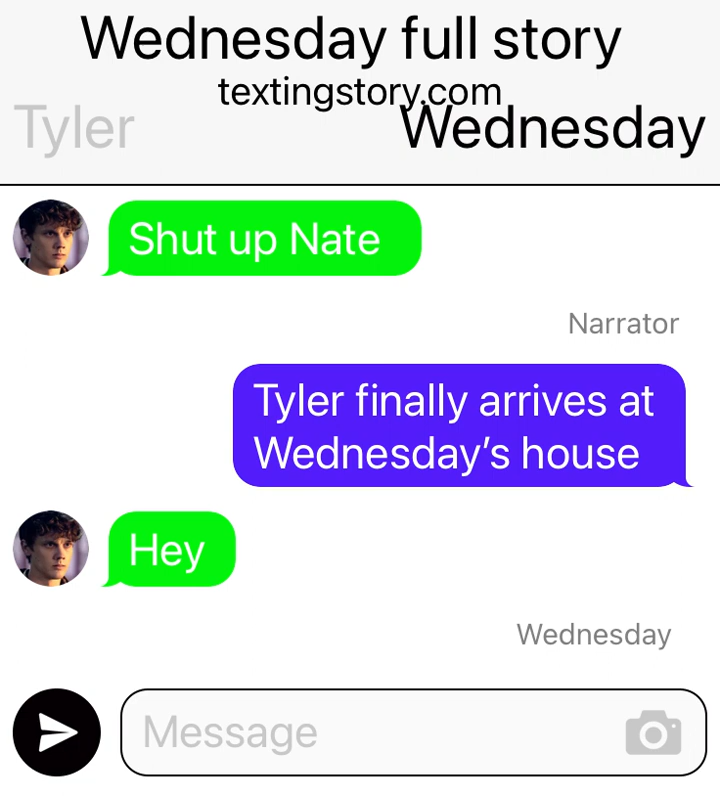 Wednesday full story
textingstory.com
Tyler
Wednesday
Shut up Nate
Narrator
Tyler finally arrives at
Wednesday’s house
Hey
Wednesday
Message